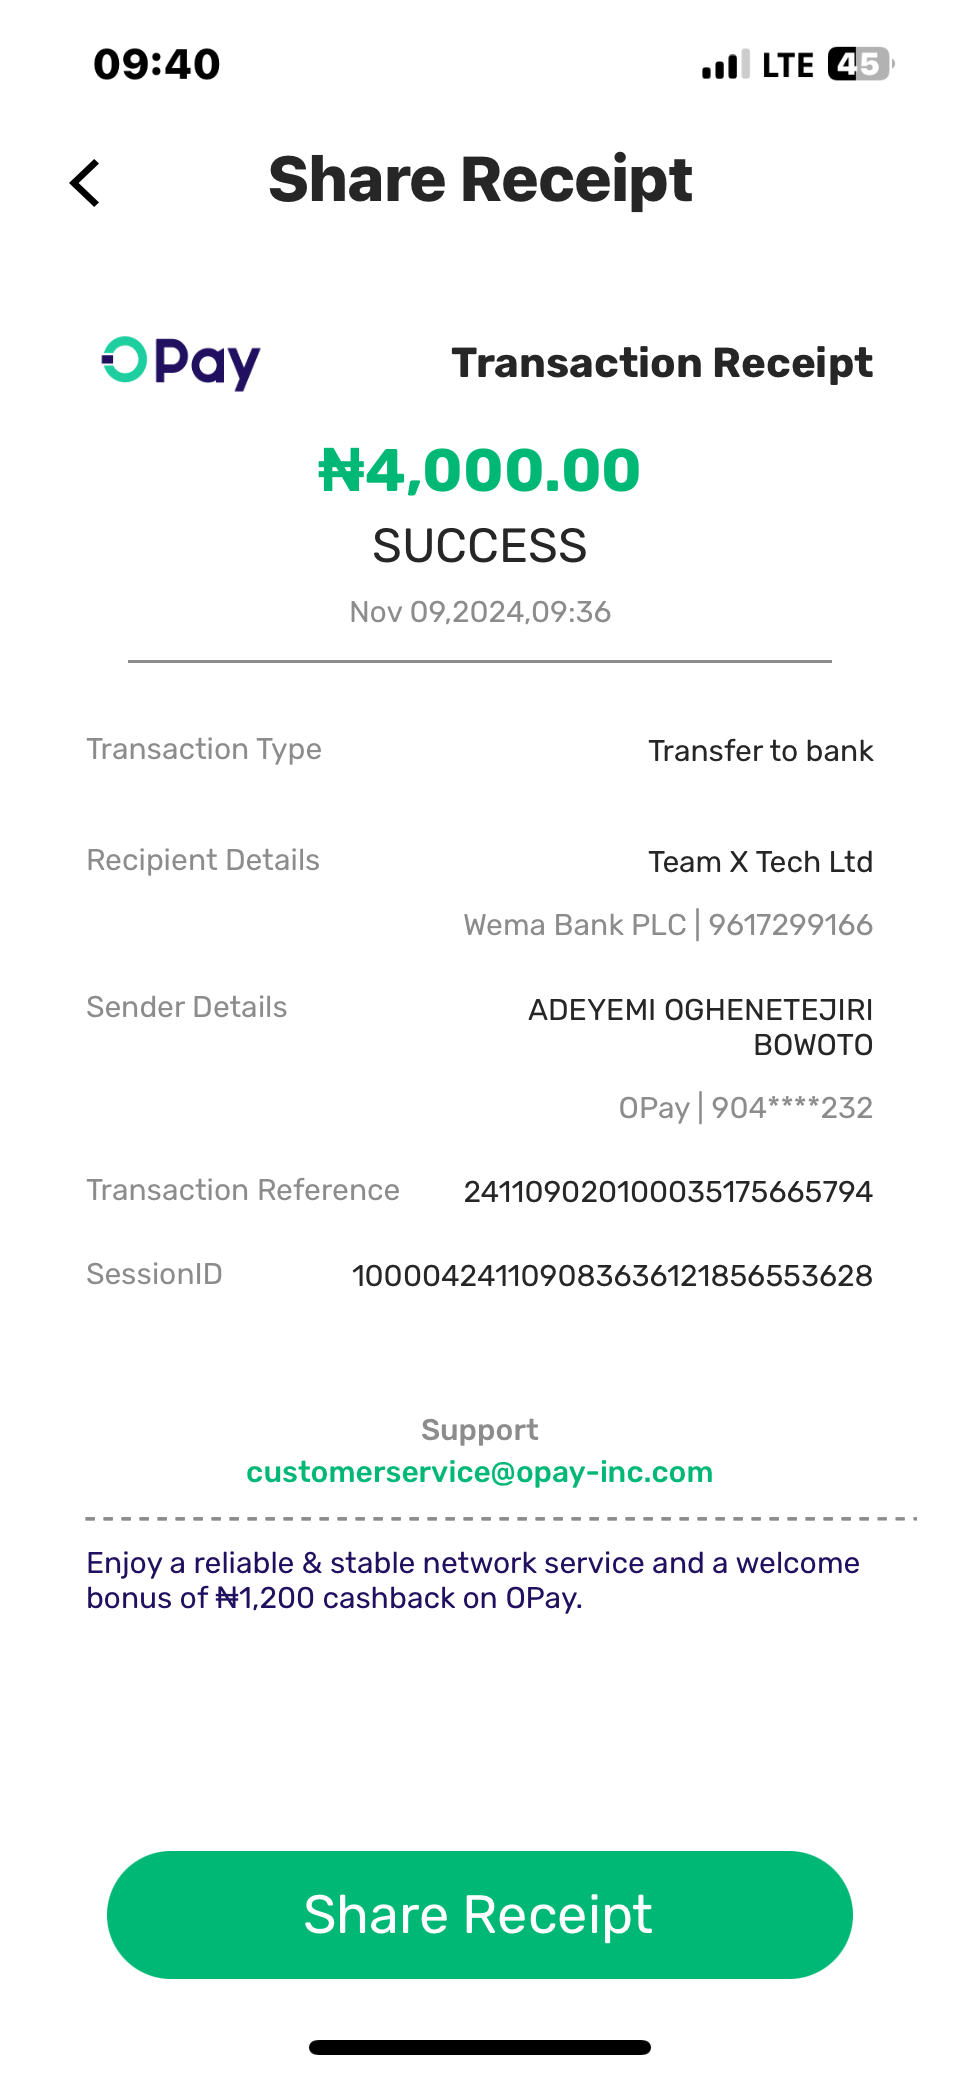 09:40
LTE 45
Share Receipt
OPay
Transaction Receipt
₦4,000.00
SUCCESS
Nov 09,2024,09:36
Transaction Type
Transfer to bank
Recipient Details
Team X Tech Ltd
Wema Bank PLC | 9617299166
Sender Details
ADEYEMI OGHENETEJIRI
BOWOTO
OPay | 904****232
Transaction Reference
241109020100035175665794
SessionID
100004241109083636121856553628
Support
customerservice@opay-inc.com
Enjoy a reliable & stable network service and a welcome
bonus of ₦1,200 cashback on OPay.
Share Receipt